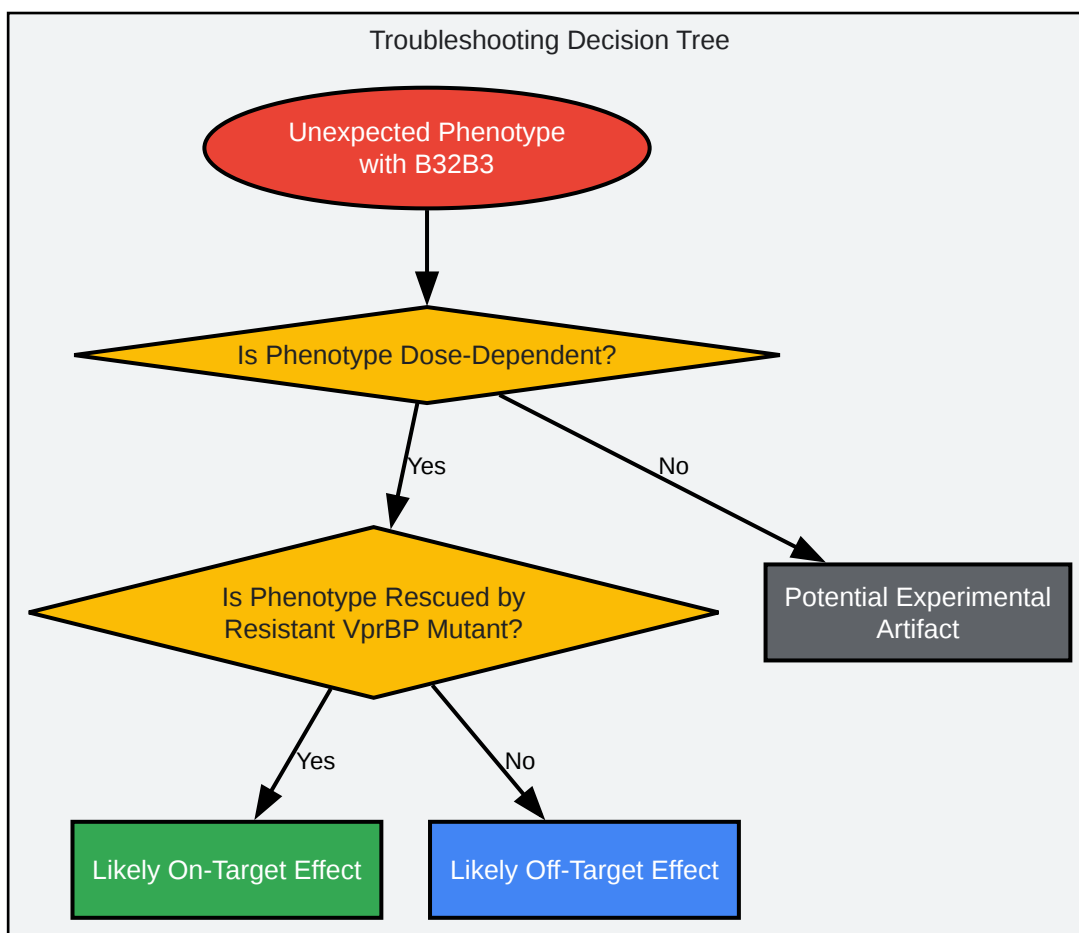 Troubleshooting Decision Tree
Unexpected Phenotype
with B32B3
Is Phenotype Dose-Dependent?
Yes
No
Is Phenotype Rescued by
Resistant VprBP Mutant?
Potential Experimental
Artifact
Yes
No
Likely On-Target Effect
Likely Off-Target Effect